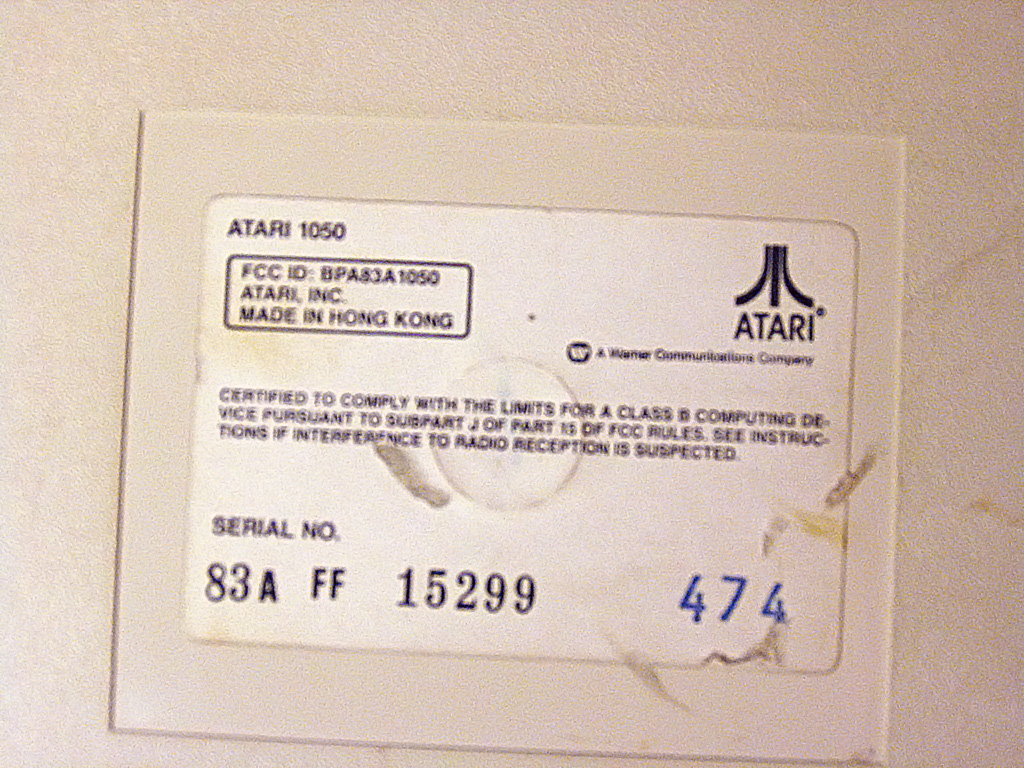 ATARI 1050
FCC ID: BPA83A1050
ATARI, INC.
MADE IN HONG KONG
ATARI®
A Warner Communications Company
CERTIFIED TO COMPLY WITH THE LIMITS FOR A CLASS B COMPUTING DE-
VICE PURSUANT TO SUBPART J OF PART 15 OF FCC RULES. SEE INSTRUC-
TIONS IF INTERFERENCE TO RADIO RECEPTION IS SUSPECTED.
SERIAL NO.
83A FF 15299 474